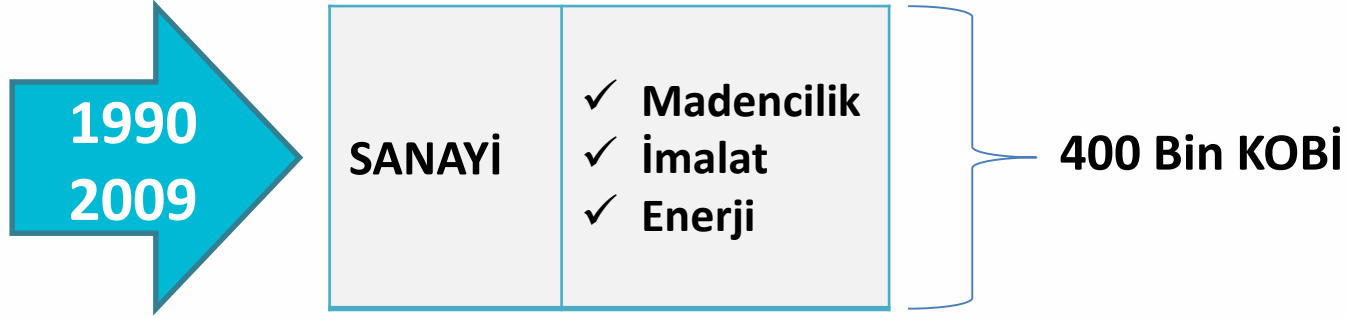 1990
2009
SANAYİ
✓ Madencilik
✓ İmalat
✓ Enerji
400 Bin KOBİ